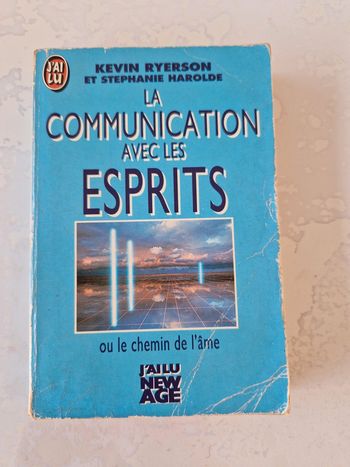 J'AI
LU
KEVIN RYERSON
ET STEPHANIE HAROLDE
LA
COMMUNICATION
AVEC LES
ESPRITS
ou le chemin de l'âme
J'AI LU
NEW
AGE